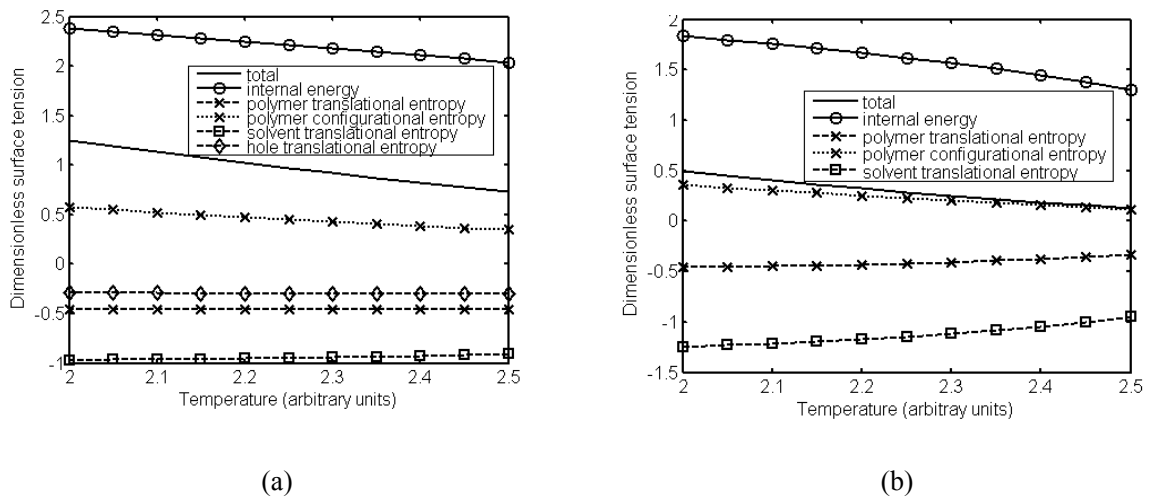 2.5
2
1.5
1
0.5
0
-0.5
-1
2
2.1
2.2
2.3
2.4
2.5
Dimensionless surface tension
Temperature (arbitrary units)
total
internal energy
polymer translational entropy
polymer configurational entropy
solvent translational entropy
hole translational entropy
(a)
2
1.5
1
0.5
0
-0.5
-1
-1.5
2
2.1
2.2
2.3
2.4
2.5
Dimensionless surface tension
Temperature (arbitray units)
total
internal energy
polymer translational entropy
polymer configurational entropy
solvent translational entropy
(b)